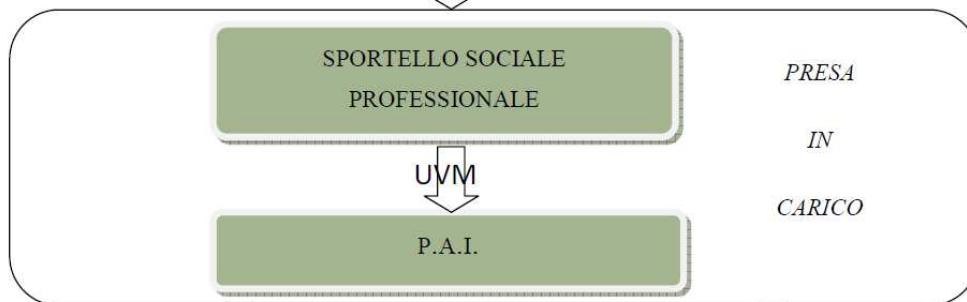 SPORTELLO SOCIALE
PROFESSIONALE
UVM
P.A.I.
PRESA
IN
CARICO